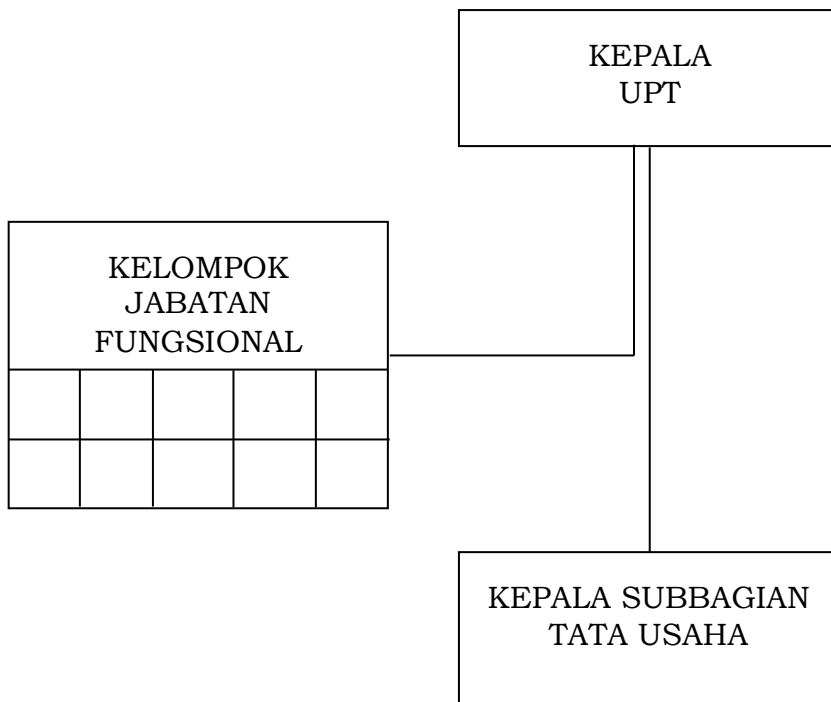 KEPALA
UPT
KELOMPOK
JABATAN
FUNGSIONAL
KEPALA SUBBAGIAN
TATA USAHA